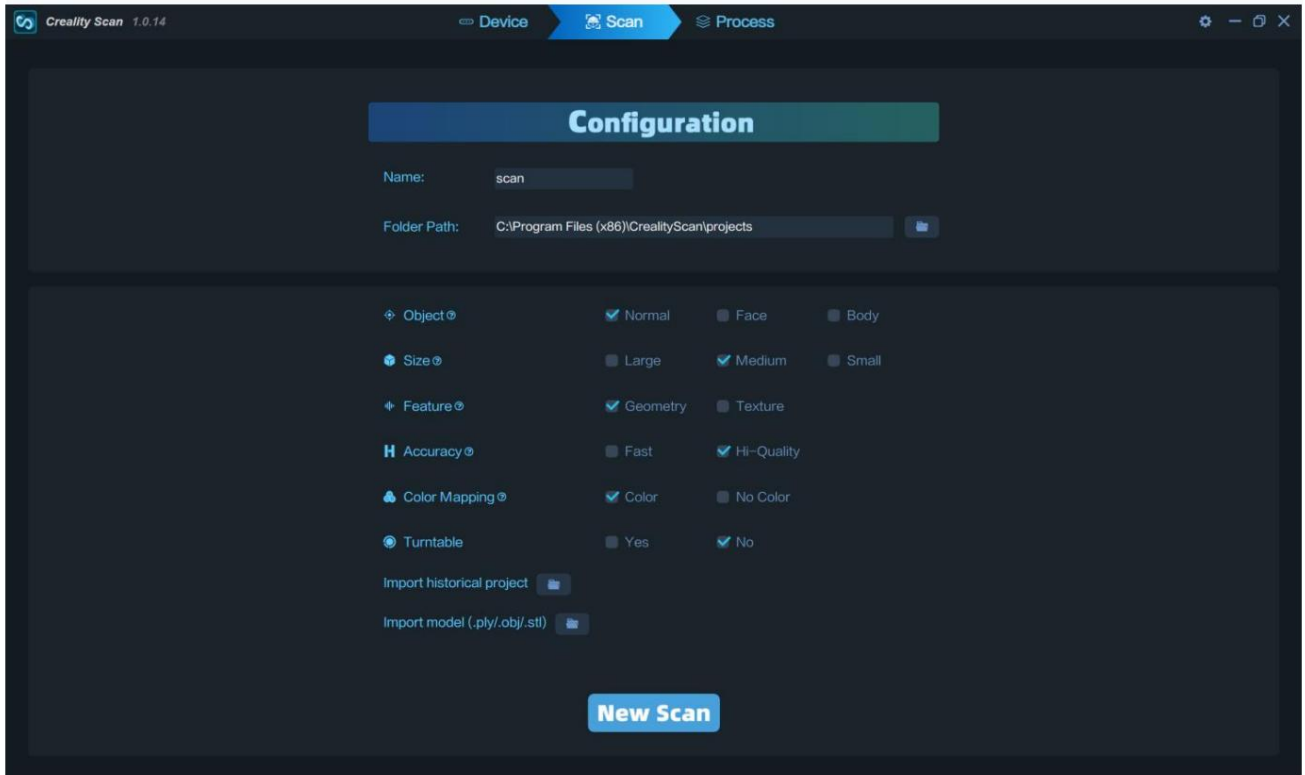 Creality Scan 1.0.14 Device Scan Process
Configuration
Name: scan
Folder Path: C:\Program Files (x86)\CrealityScan\projects
Object Normal Face Body
Size Large Medium Small
Feature Geometry Texture
H Accuracy Fast Hi-Quality
Color Mapping Color No Color
Turntable Yes No
Import historical project
Import model (.ply/.obj/.stl)
New Scan